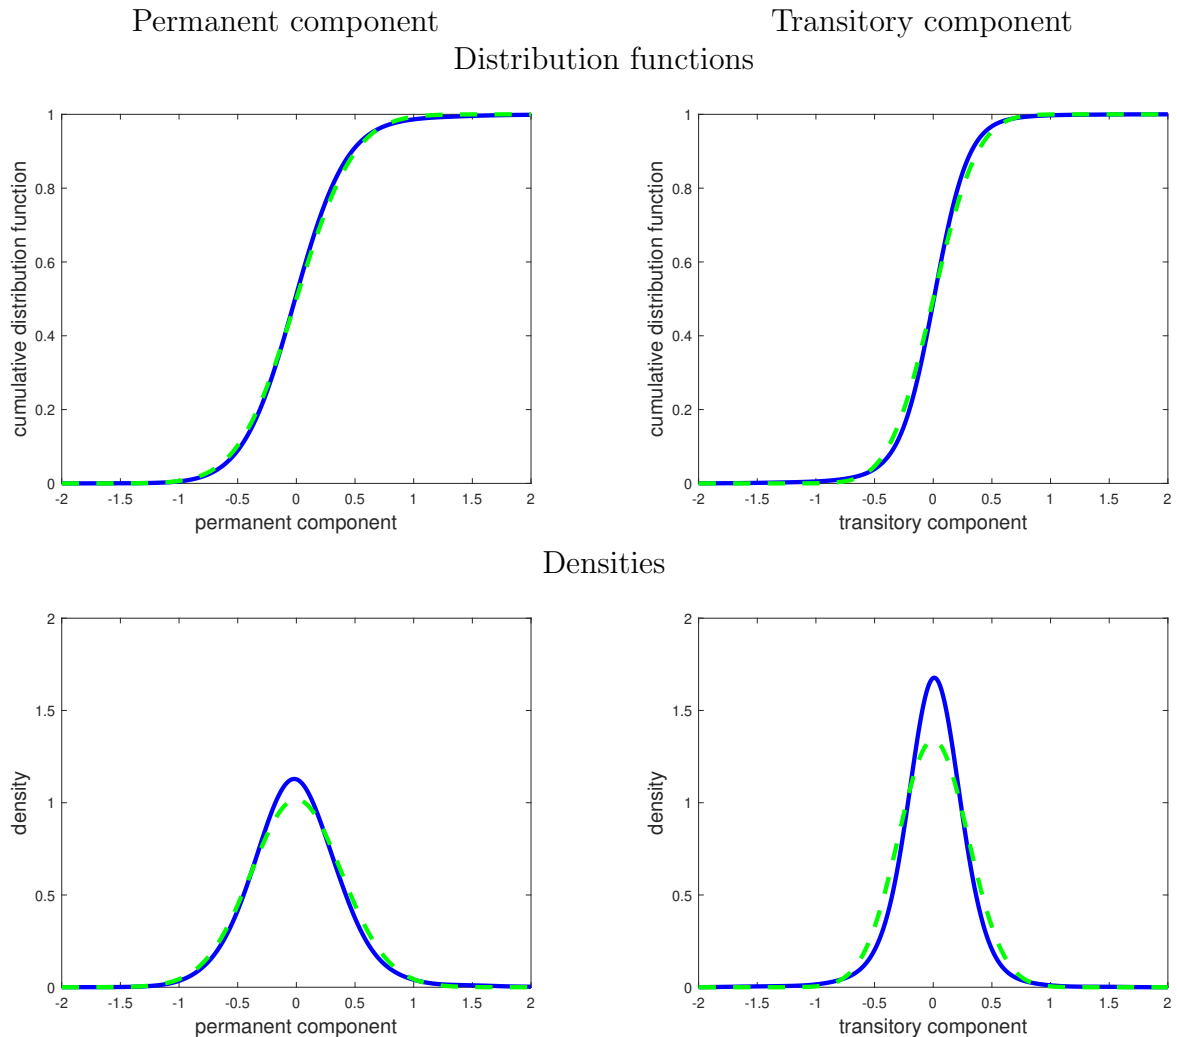 Permanent component Transitory component
Distribution functions
1 1
0.8 0.8
0.6 0.6
0.4 0.4
0.2 0.2
0 0
cumulative distribution function cumulative distribution function
-2 -1.5 -1 -0.5 0 0.5 1 1.5 2 -2 -1.5 -1 -0.5 0 0.5 1 1.5 2
permanent component transitory component
Densities
2 2
1.5 1.5
1 1
0.5 0.5
0 0
density density
-2 -1.5 -1 -0.5 0 0.5 1 1.5 2 -2 -1.5 -1 -0.5 0 0.5 1 1.5 2
permanent component transitory component